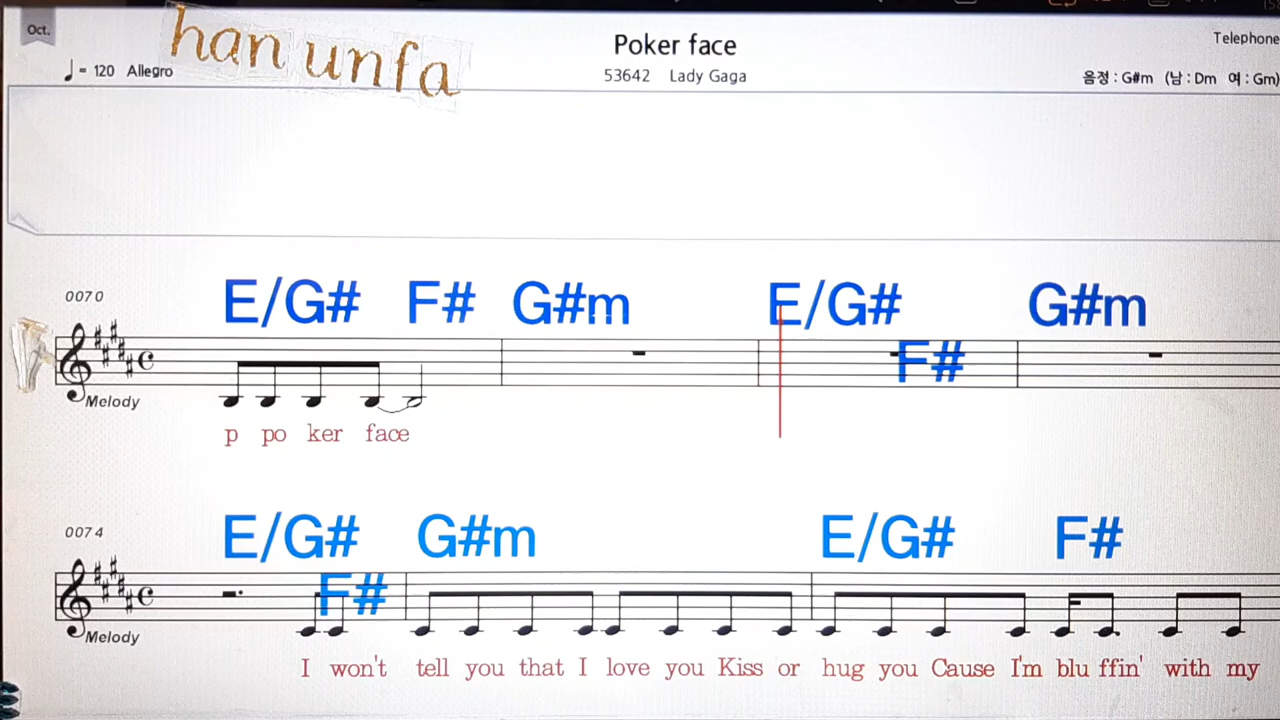 Oct.
han unfa
Poker face
Telephone
♩ = 120 Allegro
53642 Lady Gaga
음정 : G#m (남 : Dm 여 : Gm)
0070
E/G# F# G#m E/G# F# G#m
Melody
p po ker face
0074
E/G# F# G#m E/G# F#
Melody
I won't tell you that I love you Kiss or hug you Cause I'm blu ffin' with my